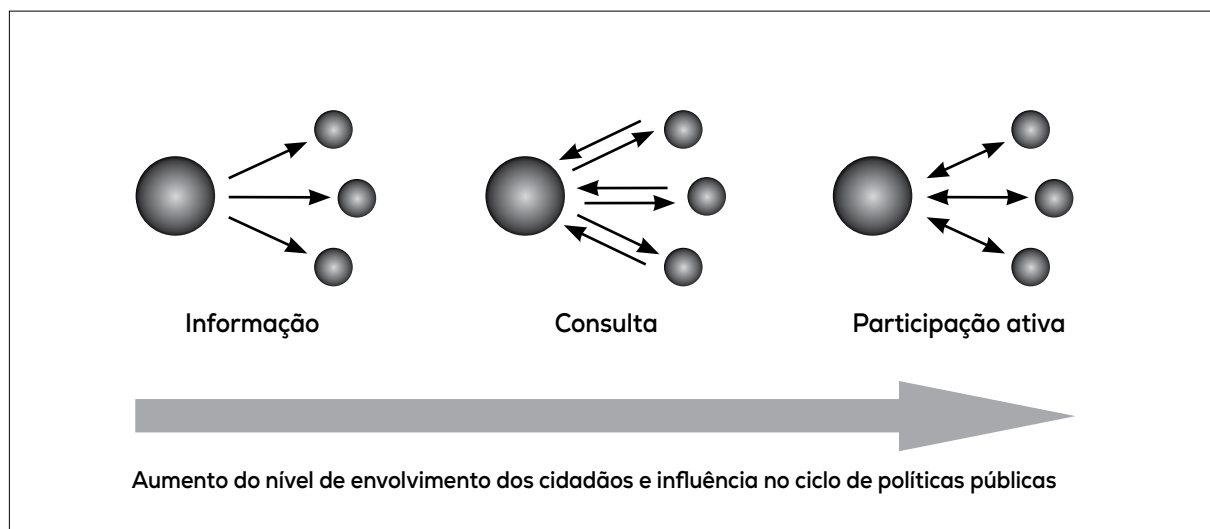 Informação
Consulta
Participação ativa
Aumento do nível de envolvimento dos cidadãos e influência no ciclo de políticas públicas